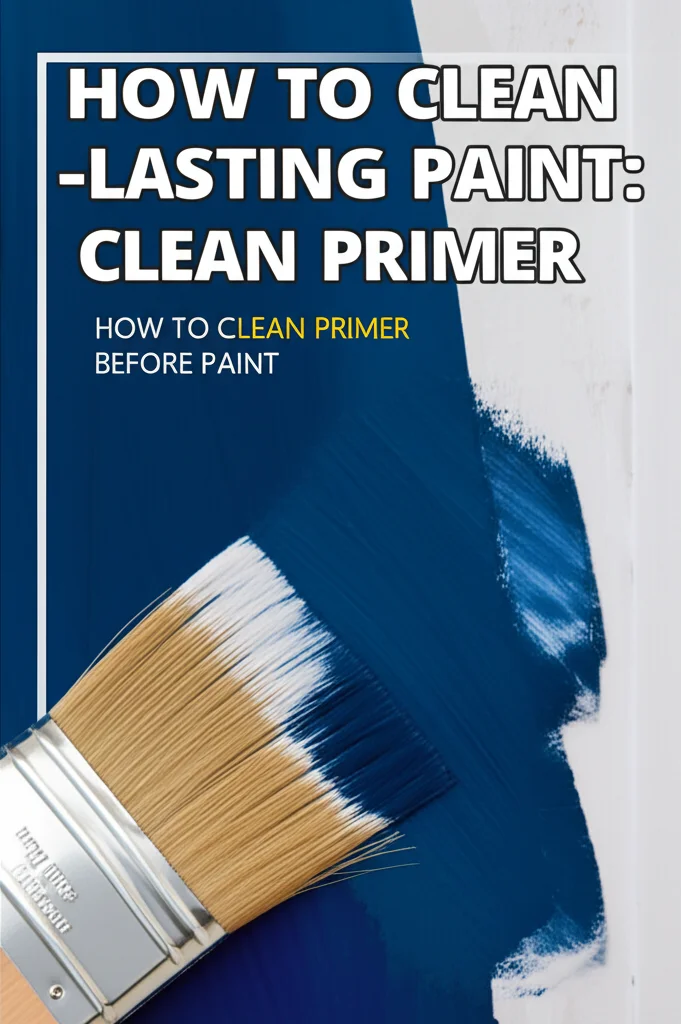 HOW TO CLEAN
-LASTING PAINT:
CLEAN PRIMER
HOW TO CLEAN PRIMER
BEFORE PAINT